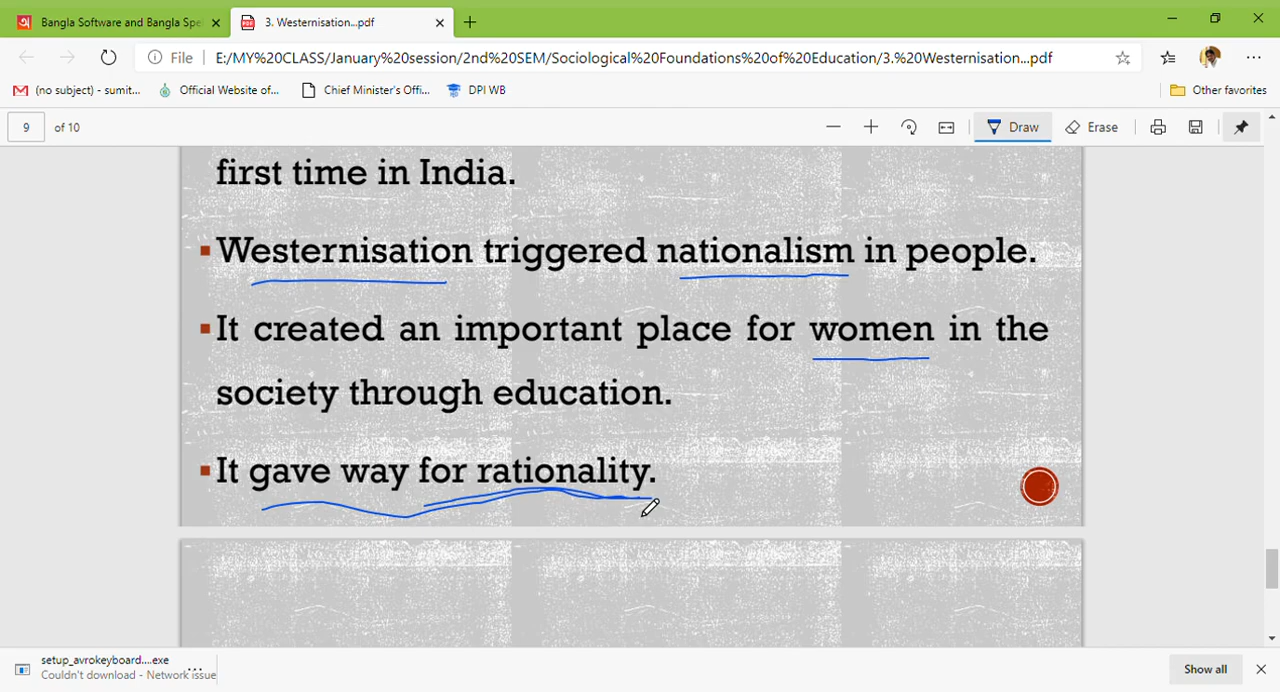 Bangla Software and Bangla Spel
3. Westernisation...pdf
File
E:/MY%20CLASS/January%20session/2nd%20SEM/Sociological%20Foundations%20of%20Education/3.%20Westernisation...pdf
(no subject) - sumit...
Official Website of...
Chief Minister's Offi...
DPI WB
Other favorites
9 of 10
Draw
Erase
first time in India.
Westernisation triggered nationalism in people.
It created an important place for women in the
society through education.
It gave way for rationality.
setup_avrokeyboard....exe
Couldn't download - Network issue
Show all